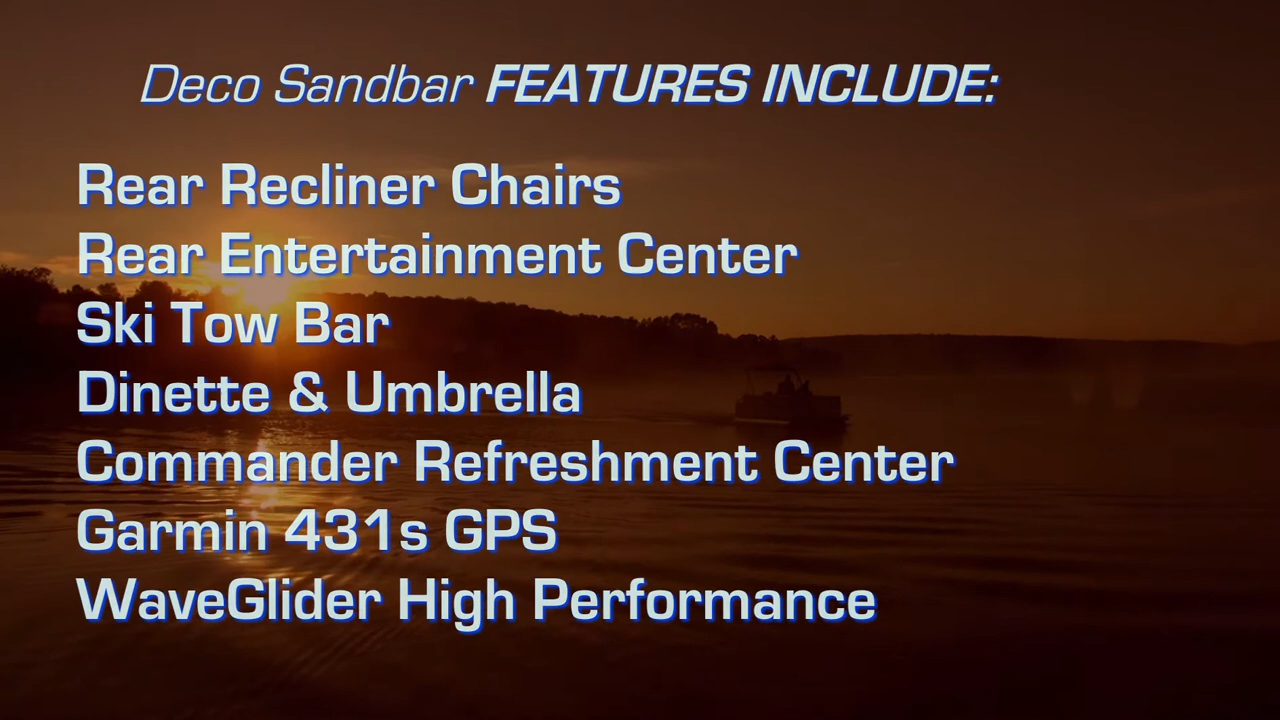 Deco Sandbar FEATURES INCLUDE:
Rear Recliner Chairs
Rear Entertainment Center
Ski Tow Bar
Dinette & Umbrella
Commander Refreshment Center
Garmin 431s GPS
WaveGlider High Performance